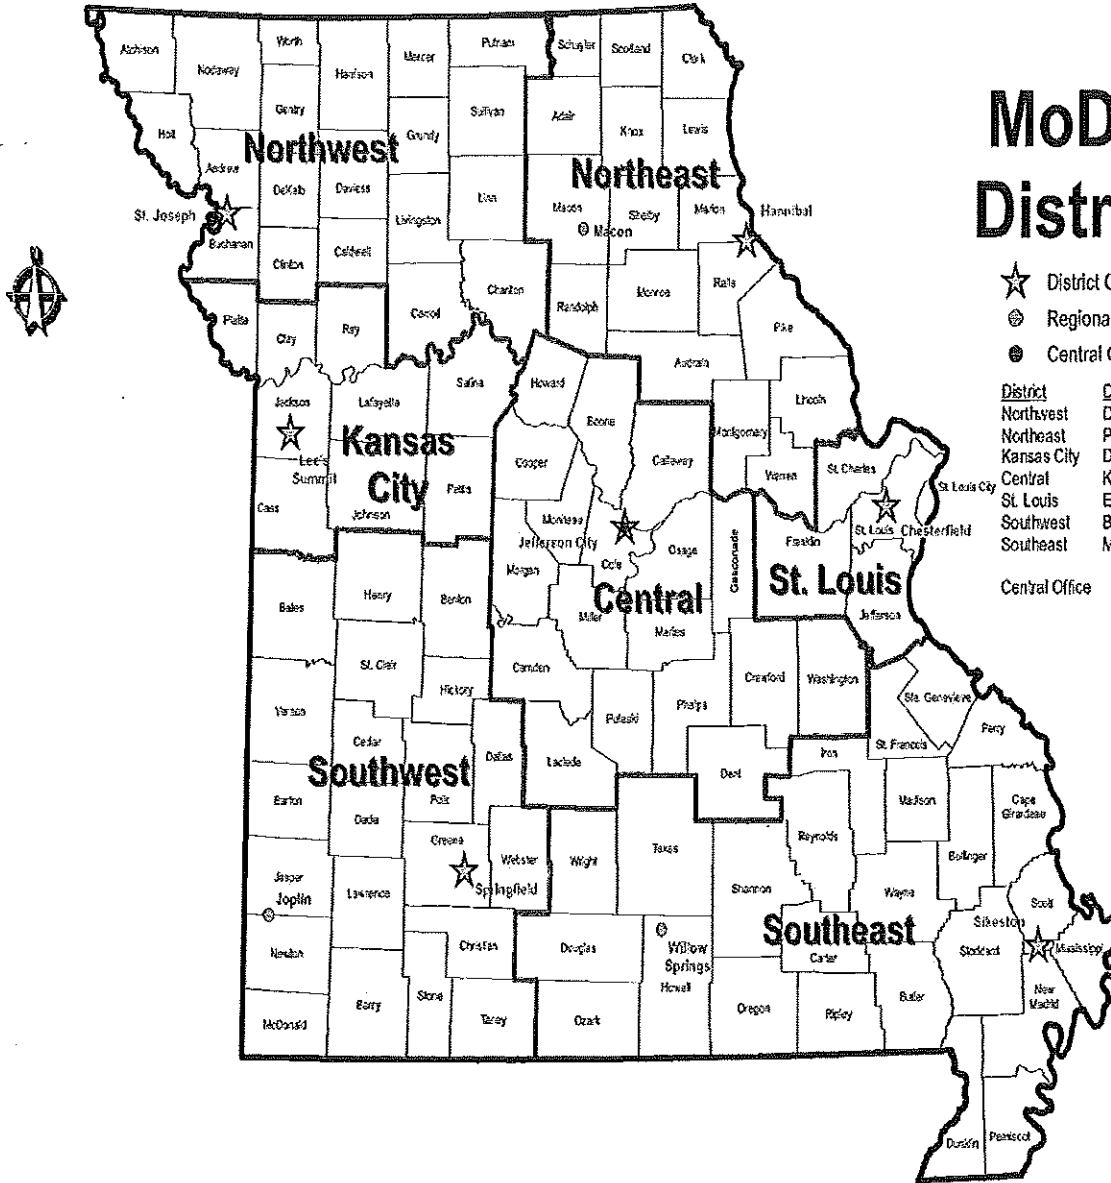 MoD
Distr
District C
Regiona
Central C
District
Northwest D
Northeast P
Kansas City D
Central K
St. Louis E
Southwest B
Southeast M
Central Office
Northwest
Northeast
Kansas
City
Central
St. Louis
Southwest
Southeast
Atchison
Nodaway
Worth
Harrison
Mercer
Putnam
Schuyler
Scotland
Clark
Gentry
Sullivan
Adair
Knox
Lewis
Holt
Andrew
Grundy
DeKalb
Daviess
Livingston
Linn
Macon
Macon
Shelby
Marion
Hannibal
St. Joseph
Buchanan
Clinton
Caldwell
Carroll
Chariton
Randolph
Monroe
Ralls
Pike
Platte
Clay
Ray
Audrain
Jackson
Lafayette
Saline
Howard
Boone
Callaway
Montgomery
Lincoln
Warren
St. Charles
St. Louis City
Lee's
Summit
Cass
Johnson
Pettis
Cooper
Moniteau
Jefferson City
Morgan
Cole
Osage
Gasconade
Franklin
St. Louis
Chesterfield
Jefferson
Bates
Henry
Benton
Miller
Maries
St. Clair
Hickory
Camden
Crawford
Washington
Ste. Genevieve
Vernon
Cedar
Dallas
Laclede
Pulaski
Phelps
Dent
Iron
St. Francois
Perry
Barton
Dade
Polk
Greene
Webster
Wright
Texas
Reynolds
Madison
Cape
Girardeau
Bollinger
Jasper
Joplin
Lawrence
Springfield
Shannon
Wayne
Scott
Sikeston
Stoddard
Mississippi
Newton
Christian
Douglas
Willow
Springs
Howell
Carter
New
Madrid
McDonald
Barry
Stone
Taney
Ozark
Oregon
Ripley
Butler
Dunklin
Pemiscot